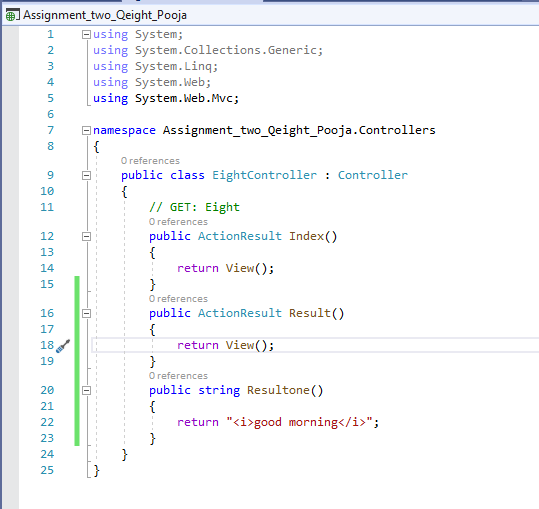 Assignment_two_Qeight_Pooja
1 using System;
2 using System.Collections.Generic;
3 using System.Linq;
4 using System.Web;
5 using System.Web.Mvc;
6
7 namespace Assignment_two_Qeight_Pooja.Controllers
8 {
0 references
9 public class EightController : Controller
10 {
11 // GET: Eight
0 references
12 public ActionResult Index()
13 {
14 return View();
15 }
0 references
16 public ActionResult Result()
17 {
18 return View();
19 }
0 references
20 public string Resultone()
21 {
22 return "<i>good morning</i>";
23 }
24 }
25 }